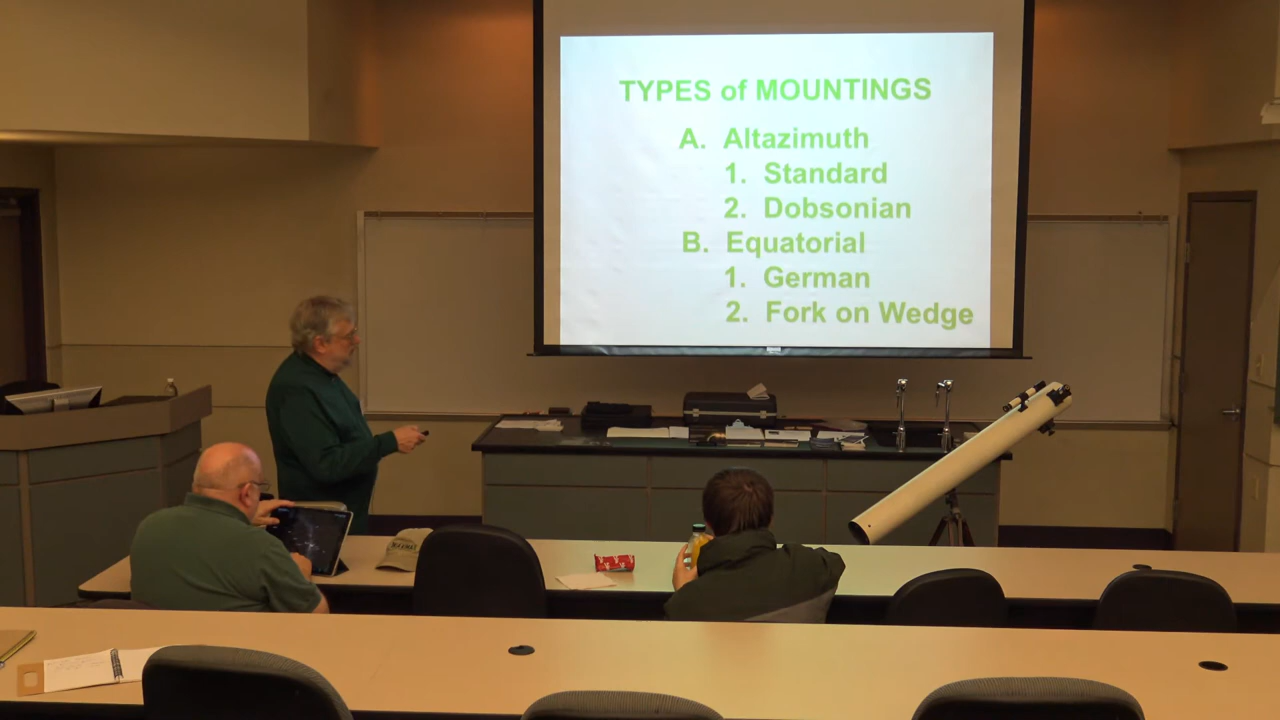 TYPES of MOUNTINGS
A. Altazimuth
1. Standard
2. Dobsonian
B. Equatorial
1. German
2. Fork on Wedge